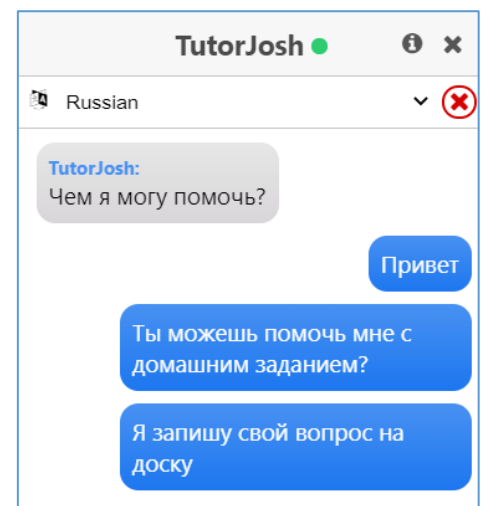 TutorJosh
Russian
TutorJosh:
Чем я могу помочь?
Привет
Ты можешь помочь мне с
домашним заданием?
Я запишу свой вопрос на
доску